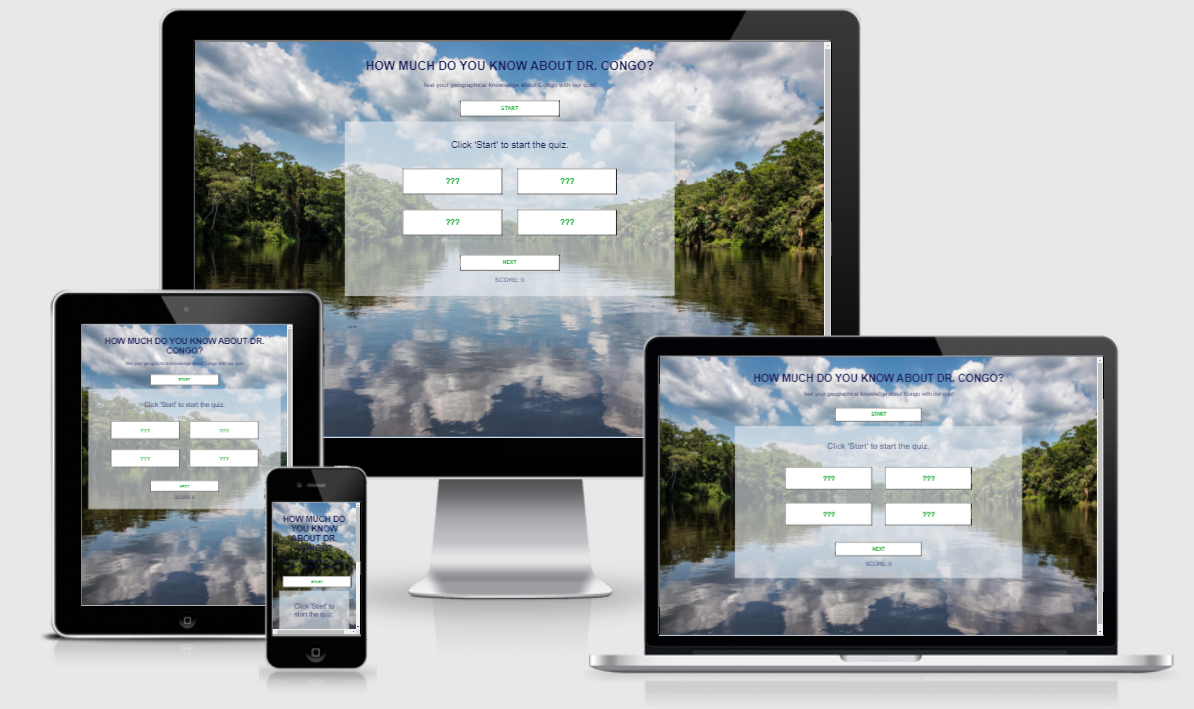 HOW MUCH DO YOU KNOW ABOUT DR. CONGO?
Test your geographical knowledge about Congo with our quiz!
START
Click 'Start' to start the quiz.
??? ???
??? ???
NEXT
SCORE: 0
HOW MUCH DO YOU KNOW ABOUT DR.
CONGO?
Test your geographical knowledge about Congo with our quiz!
START
Click 'Start' to start the quiz.
??? ???
??? ???
NEXT
SCORE: 0
HOW MUCH DO
YOU KNOW
ABOUT DR.
CONGO?
START
Click 'Start' to
start the quiz.
HOW MUCH DO YOU KNOW ABOUT DR. CONGO?
Test your geographical knowledge about Congo with our quiz!
START
Click 'Start' to start the quiz.
??? ???
??? ???
NEXT
SCORE: 0